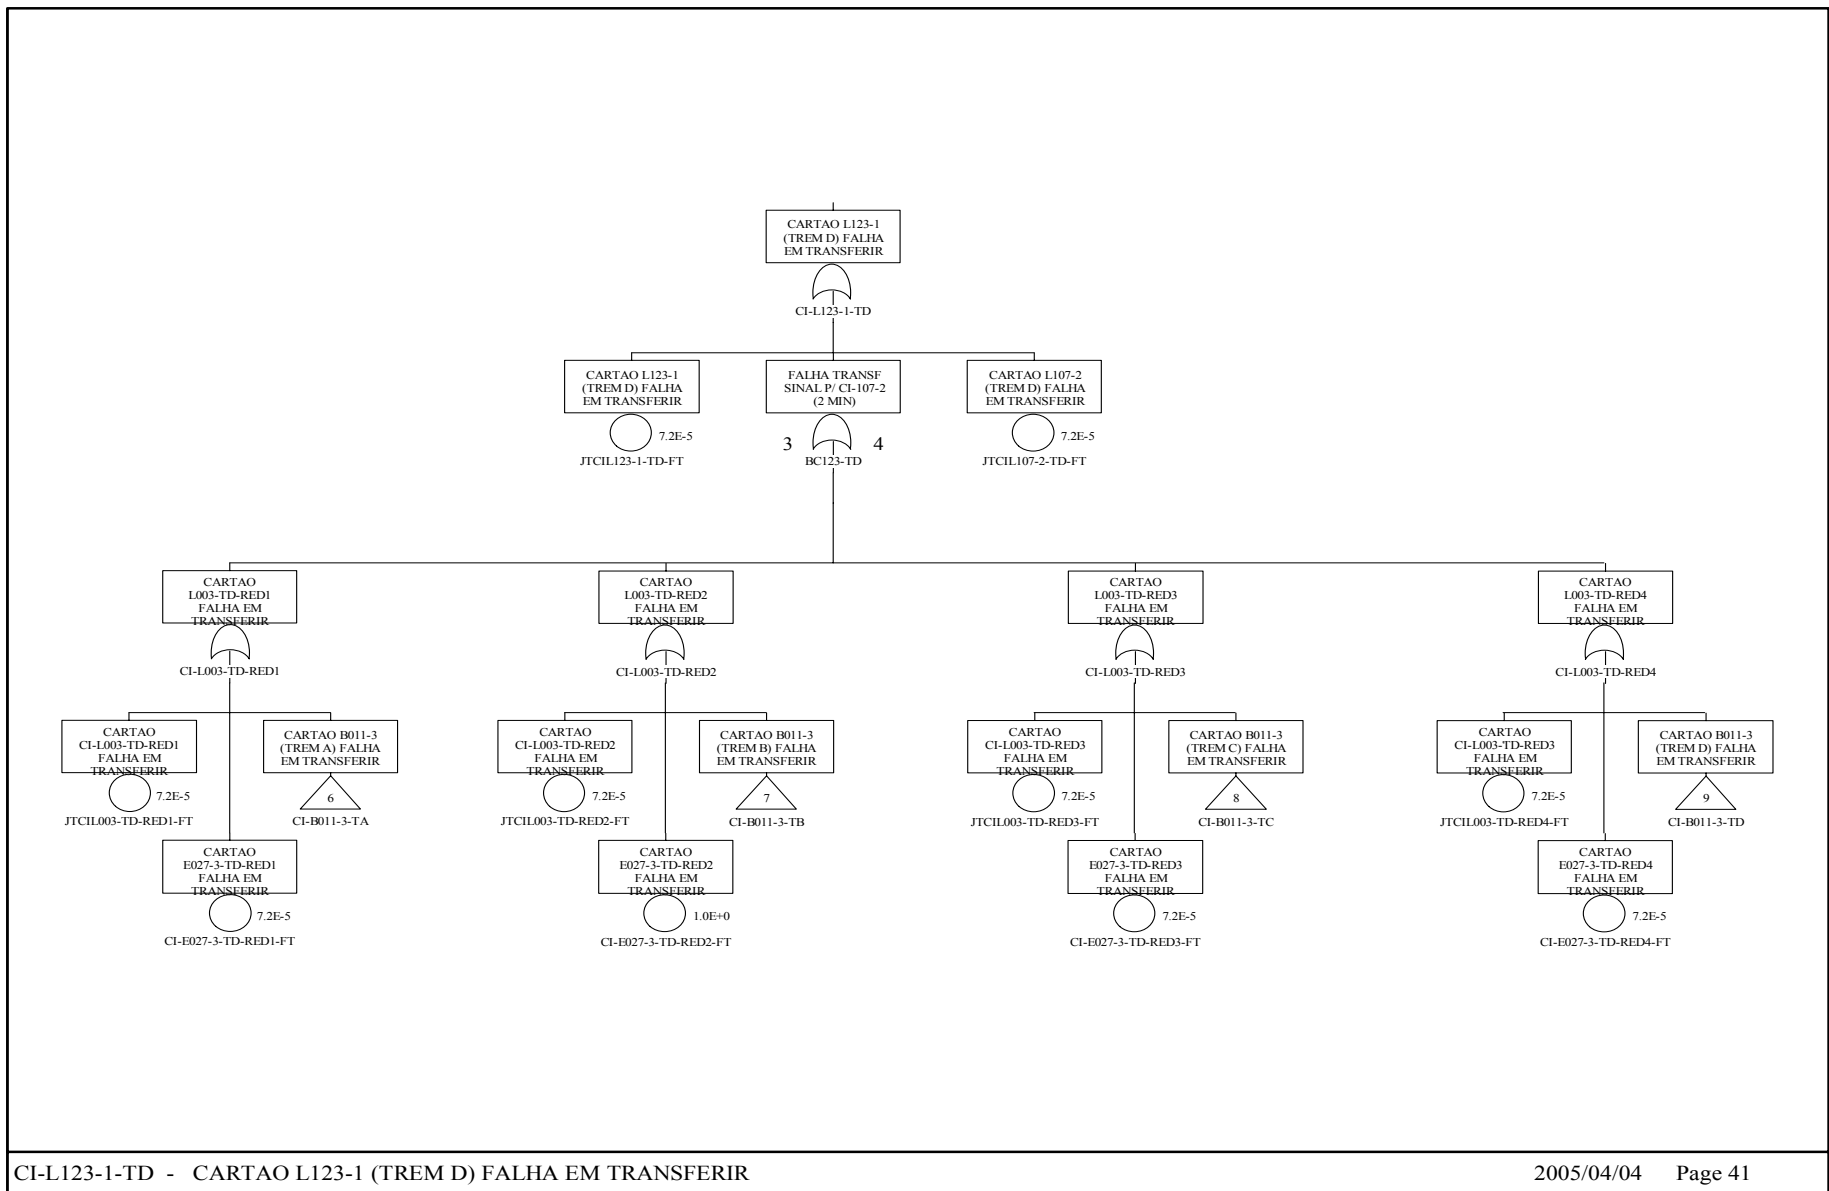 CARTAO L123-1
(TREM D) FALHA
EM TRANSFERIR
CI-L123-1-TD
CARTAO L123-1
(TREM D) FALHA
EM TRANSFERIR
7.2E-5
JTCIL123-1-TD-FT
FALHA TRANSF
SINAL P/ CI-107-2
(2 MIN)
3 4
BC123-TD
CARTAO L107-2
(TREM D) FALHA
EM TRANSFERIR
7.2E-5
JTCIL107-2-TD-FT
CARTAO
L003-TD-RED1
FALHA EM
TRANSFERIR
CI-L003-TD-RED1
CARTAO
L003-TD-RED2
FALHA EM
TRANSFERIR
CI-L003-TD-RED2
CARTAO
L003-TD-RED3
FALHA EM
TRANSFERIR
CI-L003-TD-RED3
CARTAO
L003-TD-RED4
FALHA EM
TRANSFERIR
CI-L003-TD-RED4
CARTAO
CI-L003-TD-RED1
FALHA EM
TRANSFERIR
7.2E-5
JTCIL003-TD-RED1-FT
CARTAO B011-3
(TREM A) FALHA
EM TRANSFERIR
6
CI-B011-3-TA
CARTAO
CI-L003-TD-RED2
FALHA EM
TRANSFERIR
7.2E-5
JTCIL003-TD-RED2-FT
CARTAO B011-3
(TREM B) FALHA
EM TRANSFERIR
7
CI-B011-3-TB
CARTAO
CI-L003-TD-RED3
FALHA EM
TRANSFERIR
7.2E-5
JTCIL003-TD-RED3-FT
CARTAO B011-3
(TREM C) FALHA
EM TRANSFERIR
8
CI-B011-3-TC
CARTAO
CI-L003-TD-RED3
FALHA EM
TRANSFERIR
7.2E-5
JTCIL003-TD-RED4-FT
CARTAO B011-3
(TREM D) FALHA
EM TRANSFERIR
9
CI-B011-3-TD
CARTAO
E027-3-TD-RED1
FALHA EM
TRANSFERIR
7.2E-5
CI-E027-3-TD-RED1-FT
CARTAO
E027-3-TD-RED2
FALHA EM
TRANSFERIR
1.0E+0
CI-E027-3-TD-RED2-FT
CARTAO
E027-3-TD-RED3
FALHA EM
TRANSFERIR
7.2E-5
CI-E027-3-TD-RED3-FT
CARTAO
E027-3-TD-RED4
FALHA EM
TRANSFERIR
7.2E-5
CI-E027-3-TD-RED4-FT
CI-L123-1-TD - CARTAO L123-1 (TREM D) FALHA EM TRANSFERIR
2005/04/04 Page 41